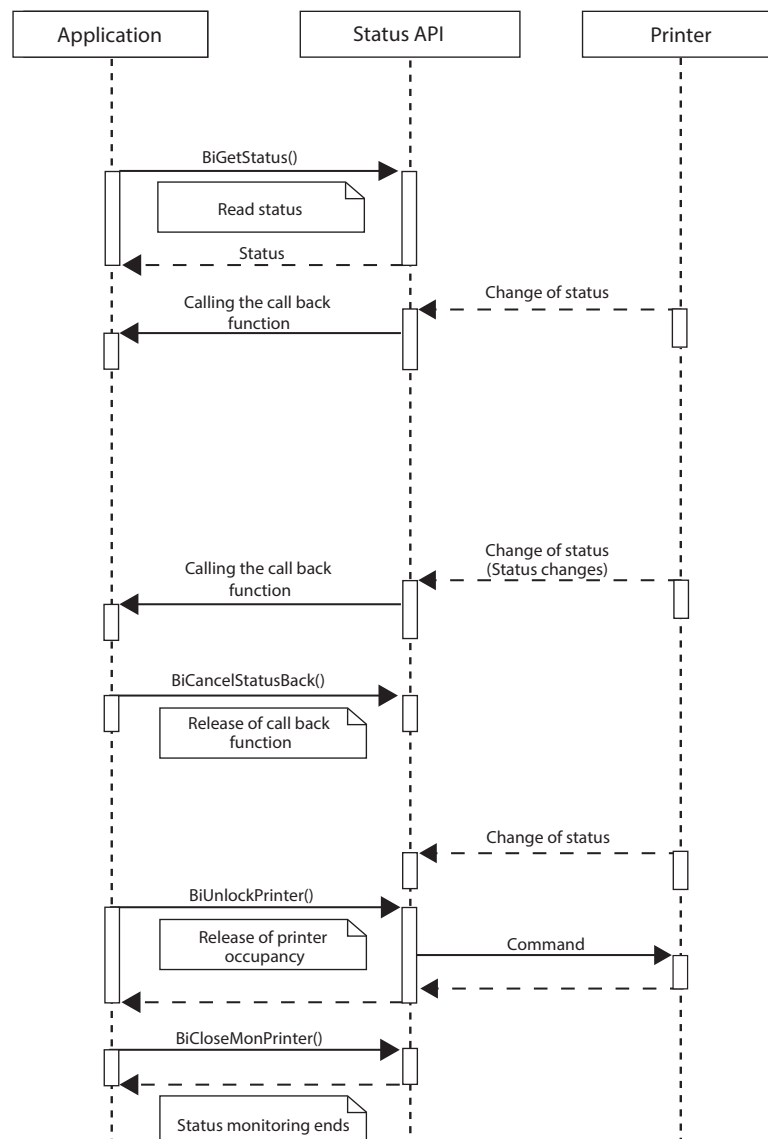 Application
Status API
Printer
BiGetStatus()
Read status
Status
Change of status
Calling the call back
function
Change of status
(Status changes)
Calling the call back
function
BiCancelStatusBack()
Release of call back
function
Change of status
BiUnlockPrinter()
Release of printer
occupancy
Command
BiCloseMonPrinter()
Status monitoring ends